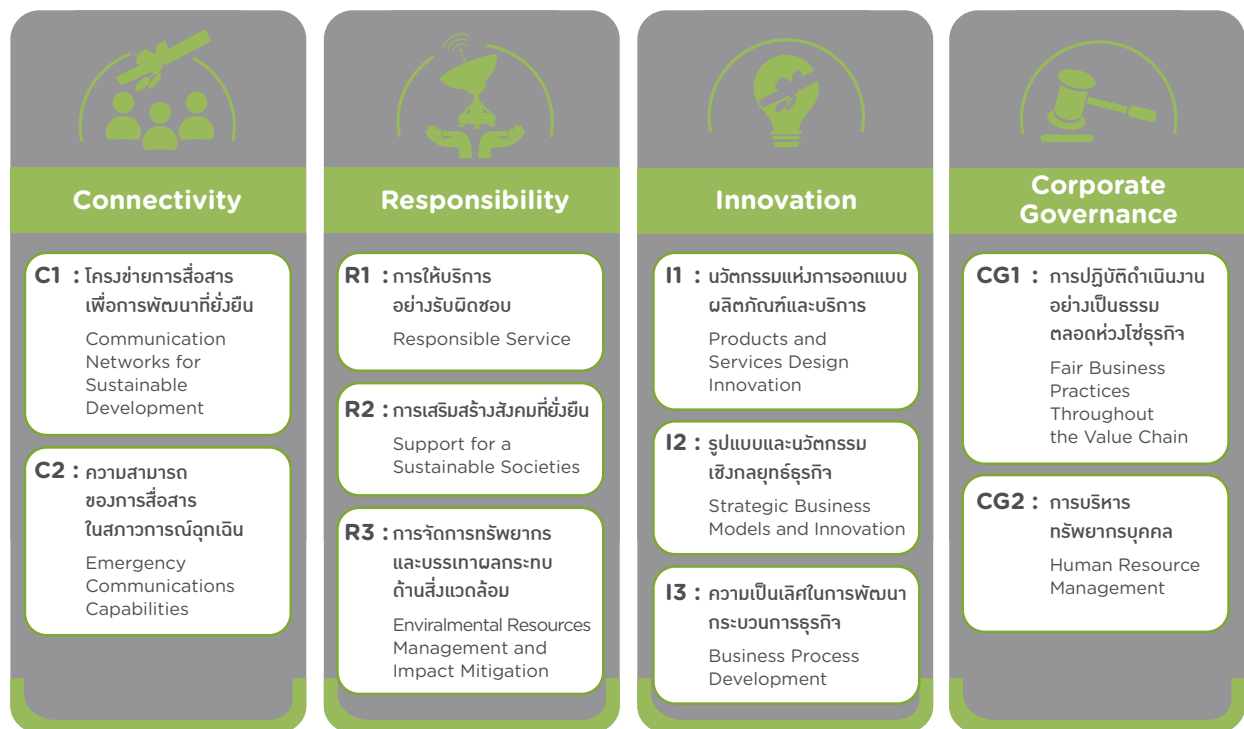 Connectivity
C1 : โครงข่ายการสื่อสาร
เพื่อการพัฒนาที่ยั่งยืน
Communication
Networks for
Sustainable
Development
C2 : ความสามารถ
ของการสื่อสาร
ในสภาวการณ์ฉุกเฉิน
Emergency
Communications
Capabilities
Responsibility
R1 : การให้บริการ
อย่างรับผิดชอบ
Responsible Service
R2 : การเสริมสร้างสังคมที่ยั่งยืน
Support for a
Sustainable Societies
R3 : การจัดการทรัพยากร
และบรรเทาผลกระทบ
ด้านสิ่งแวดล้อม
Enviralmental Resources
Management and
Impact Mitigation
Innovation
I1 : นวัตกรรมแห่งการออกแบบ
ผลิตภัณฑ์และบริการ
Products and
Services Design
Innovation
I2 : รูปแบบและนวัตกรรม
เชิงกลยุทธ์ธุรกิจ
Strategic Business
Models and Innovation
I3 : ความเป็นเลิศในการพัฒนา
กระบวนการธุรกิจ
Business Process
Development
Corporate
Governance
CG1 : การปฏิบัติดำเนินงาน
อย่างเป็นธรรม
ตลอดห่วงโซ่ธุรกิจ
Fair Business
Practices
Throughout
the Value Chain
CG2 : การบริหาร
ทรัพยากรบุคคล
Human Resource
Management